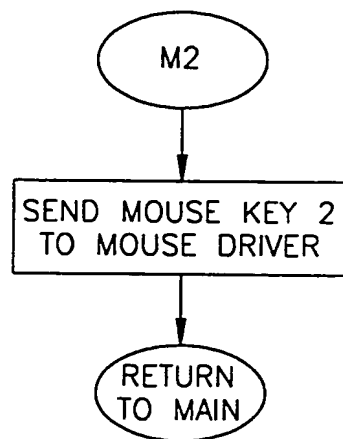 M2
SEND MOUSE KEY 2
TO MOUSE DRIVER
RETURN
TO MAIN